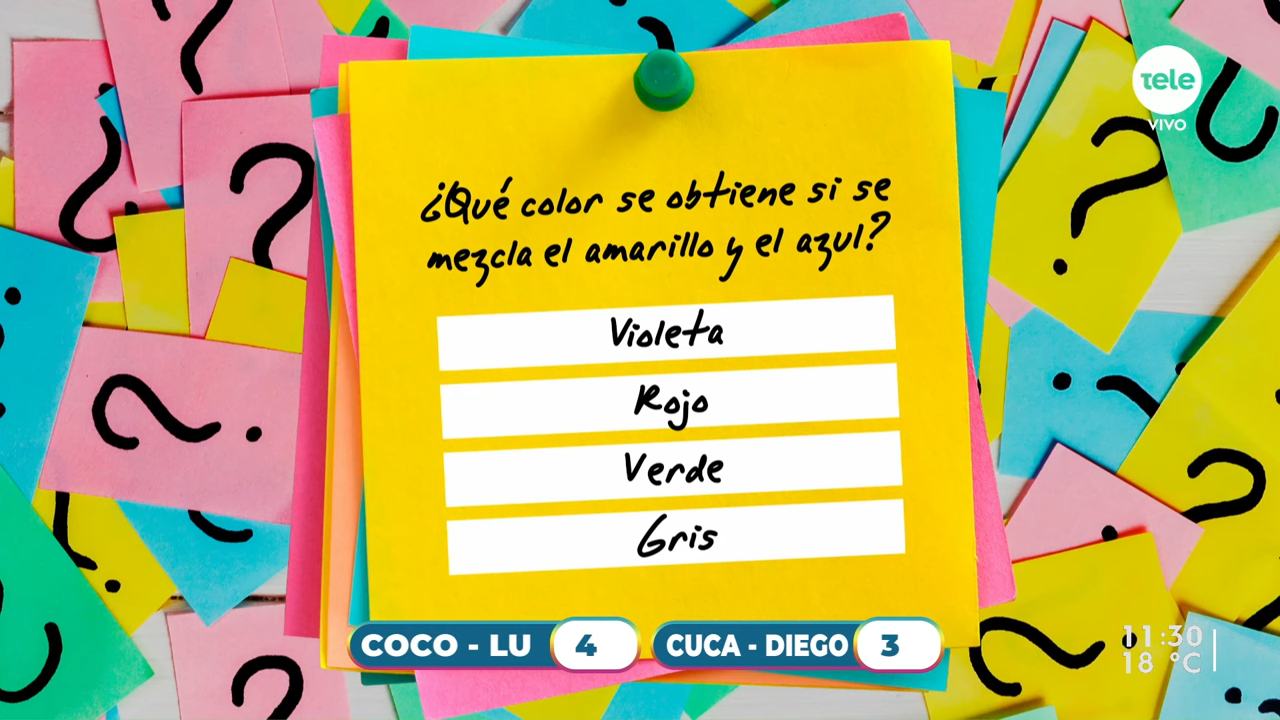 tele
VIVO
¿Qué color se obtiene si se
mezcla el amarillo y el azul?
Violeta
Rojo
Verde
Gris
COCO - LU 4
CUCA - DIEGO 3
11:30
18 °C